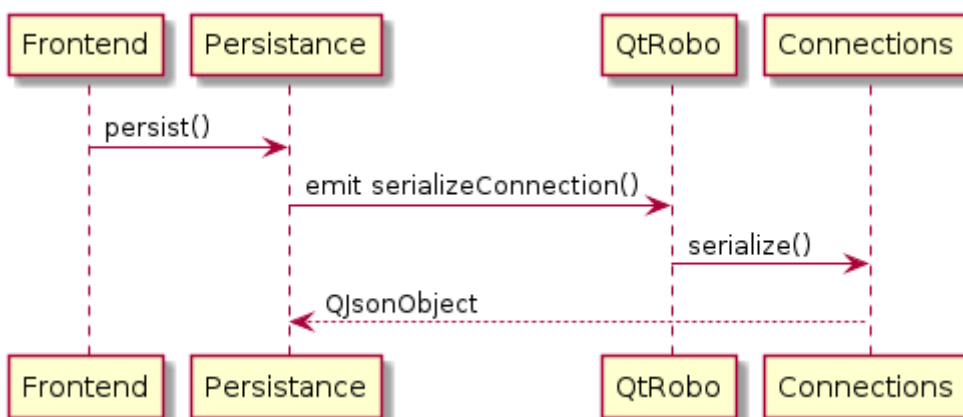 Frontend Persistance QtRobo Connections
persist()
emit serializeConnection()
serialize()
QJsonObject
Frontend Persistance QtRobo Connections